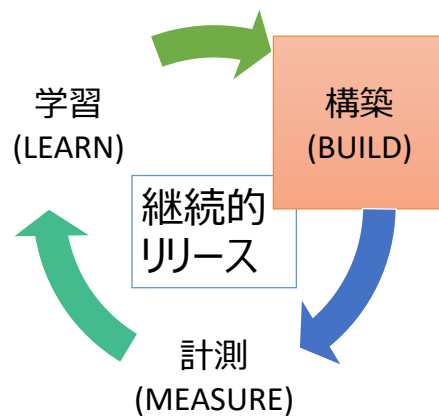 学習
(LEARN)
構築
(BUILD)
継続的
リリース
計測
(MEASURE)